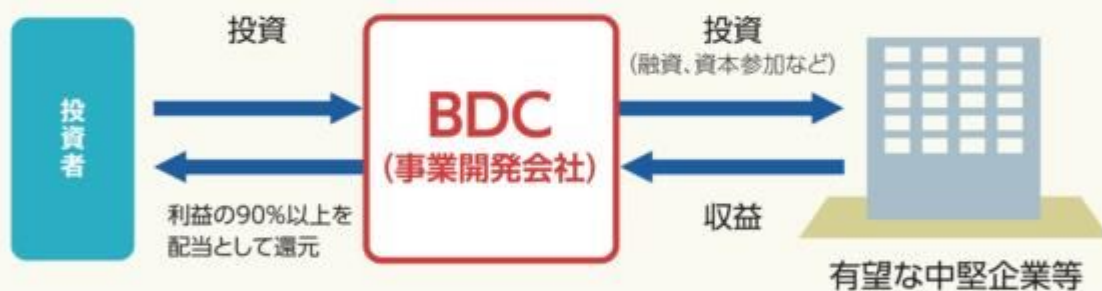 投資者
投資
利益の90%以上を
配当として還元
BDC
(事業開発会社)
投資
(融資、資本参加など)
収益
有望な中堅企業等